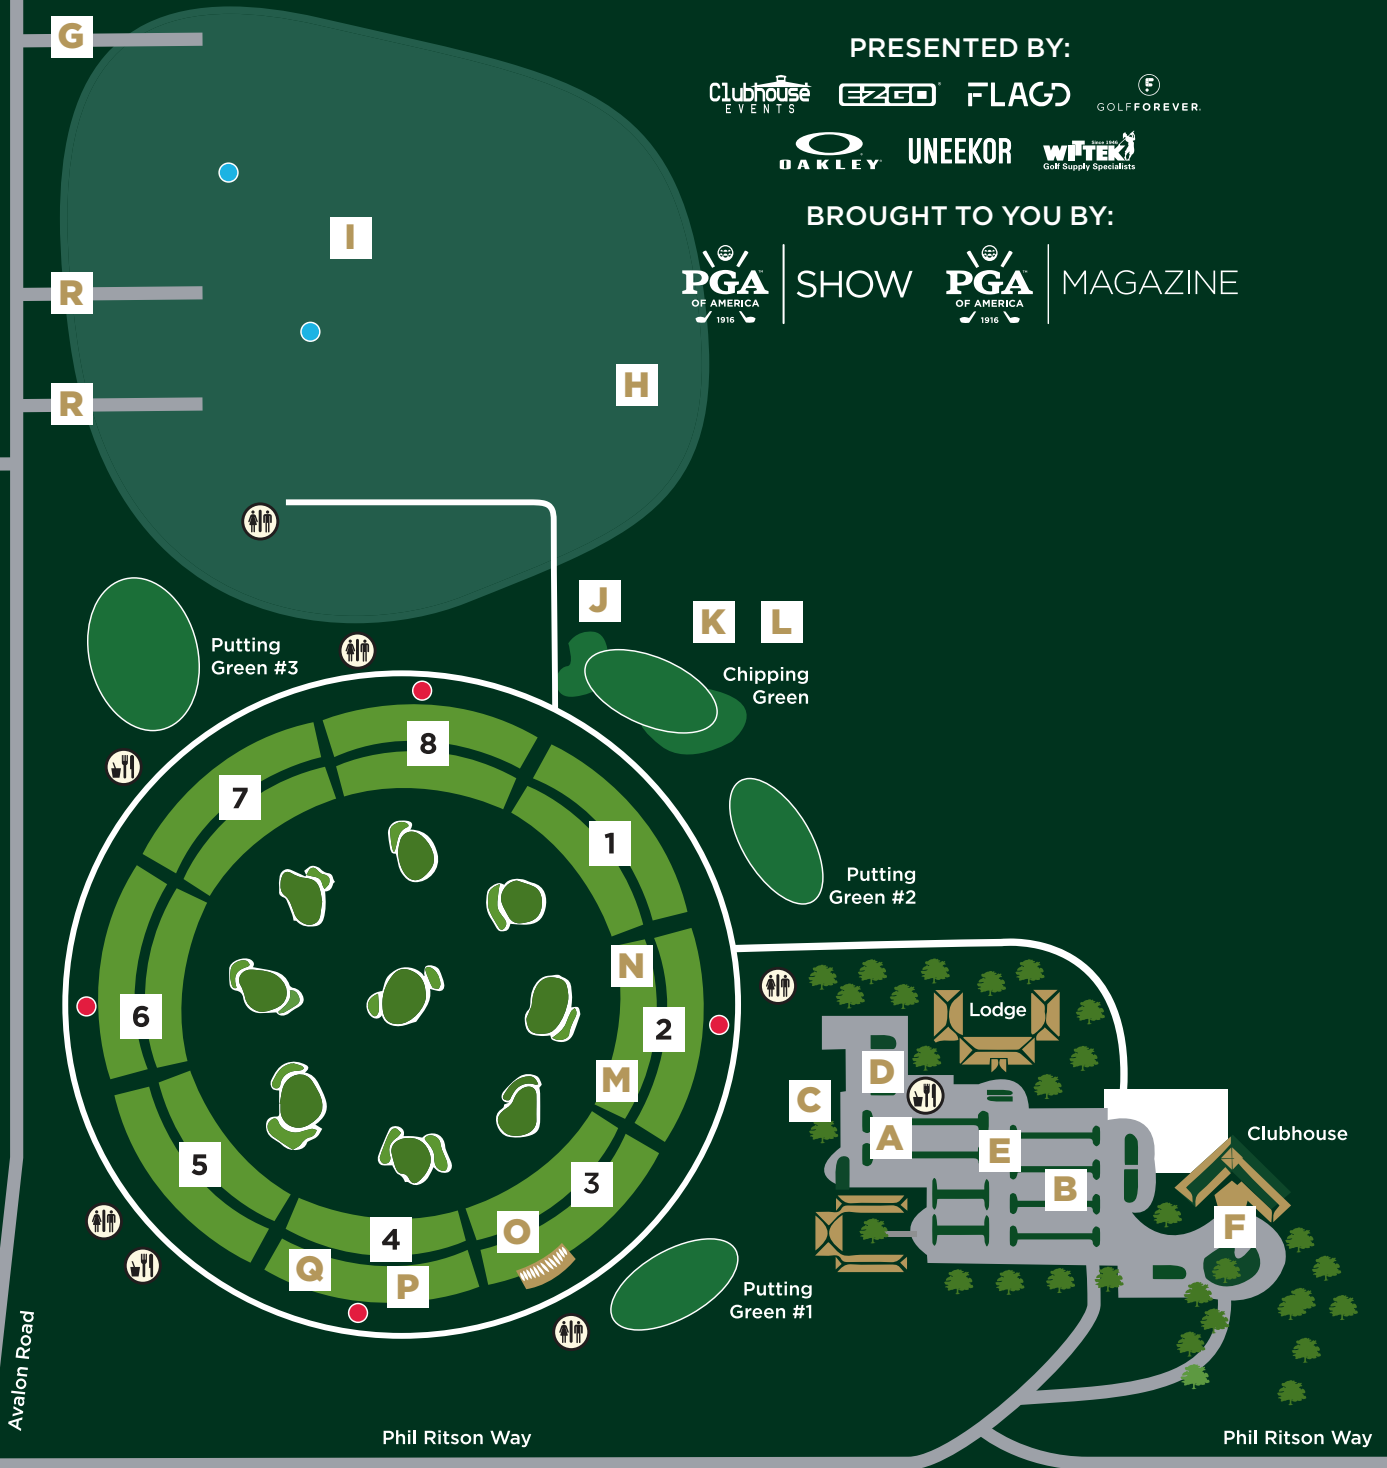 G
PRESENTED BY:
Clubhouse
EVENTS
EZGO
FLAGD
F
GOLFFOREVER.
OAKLEY
UNEEKOR
Since 1946
WITTEK
Golf Supply Specialists
I
BROUGHT TO YOU BY:
PGA
OF AMERICA
1916
SHOW
PGA
OF AMERICA
1916
MAGAZINE
R
R
H
J
K
L
Putting
Green #3
Chipping
Green
8
7
1
Putting
Green #2
N
6
2
Lodge
M
D
C
A
E
Clubhouse
5
3
B
O
4
F
Q
P
Putting
Green #1
Avalon Road
Phil Ritson Way
Phil Ritson Way